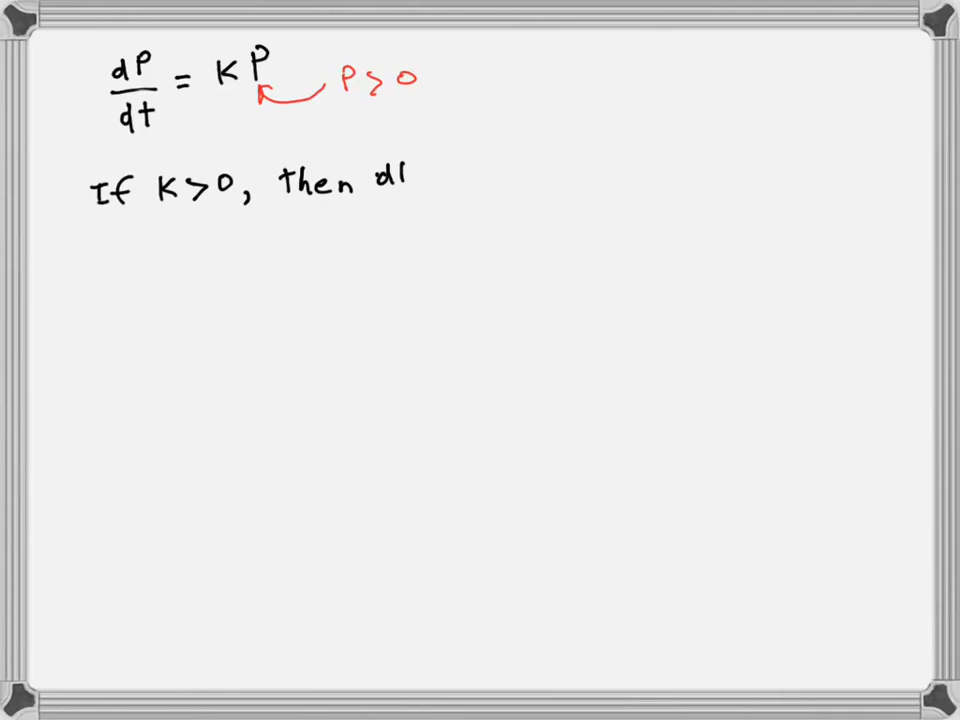 dP/dt = KP P > 0
If K > 0, then d